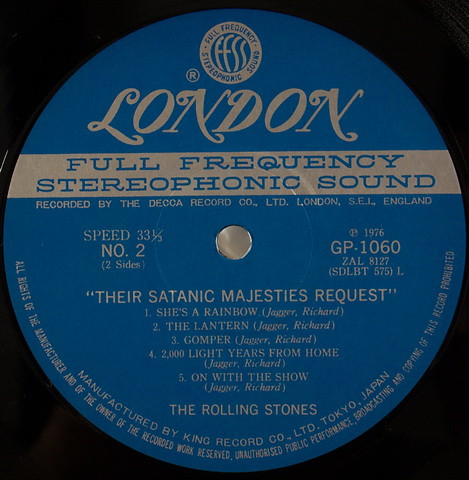 FULL FREQUENCY
ffss
STEREOPHONIC SOUND
®
LONDON
FULL FREQUENCY
STEREOPHONIC SOUND
RECORDED BY THE DECCA RECORD CO., LTD. LONDON, S.E.I., ENGLAND
SPEED 33⅓
NO. 2
(2 Sides)
℗ 1976
GP-1060
ZAL 8127
(SDLBT 575) L
"THEIR SATANIC MAJESTIES REQUEST"
1. SHE'S A RAINBOW (Jagger, Richard)
2. THE LANTERN (Jagger, Richard)
3. GOMPER (Jagger, Richard)
4. 2,000 LIGHT YEARS FROM HOME
(Jagger, Richard)
5. ON WITH THE SHOW
(Jagger, Richard)
THE ROLLING STONES
MANUFACTURED BY KING RECORD CO., LTD. TOKYO, JAPAN
ALL RIGHTS OF THE MANUFACTURER AND OF THE OWNER OF THE RECORDED WORK RESERVED, UNAUTHORISED PUBLIC PERFORMANCE, BROADCASTING AND COPYING OF THIS RECORD PROHIBITED